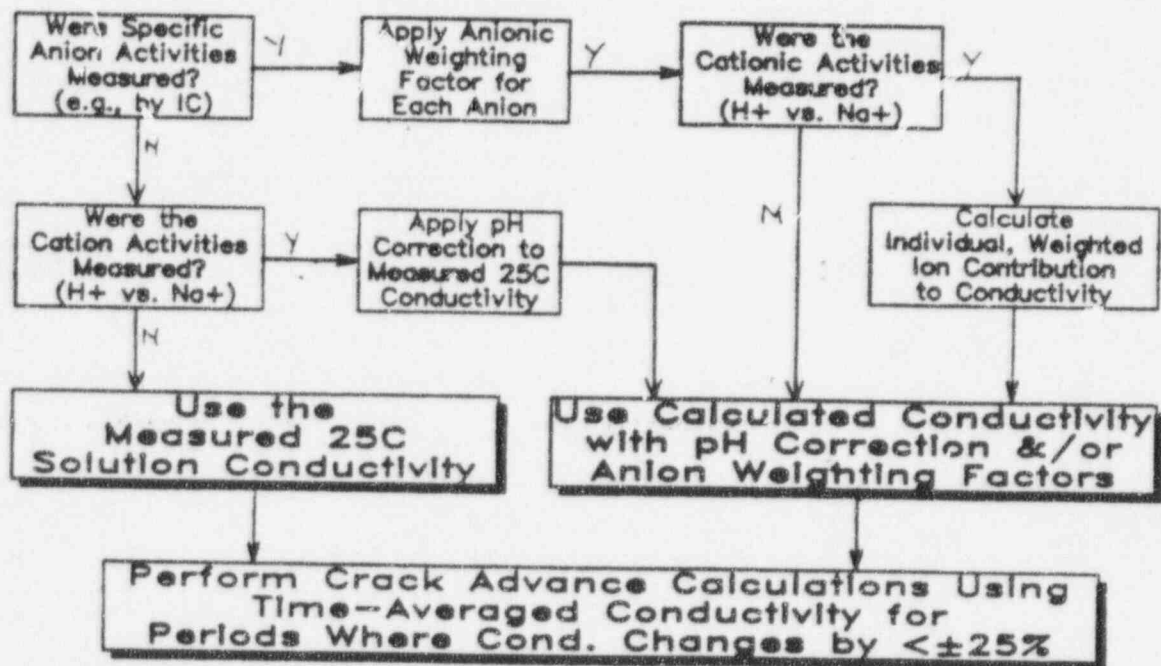 Were Specific
Anion Activities
Measured?
(e.g., by IC)
Y
Apply Anionic
Weighting
Factor for
Each Anion
Y
Were the
Cationic Activities
Measured?
(H+ vs. Na+)
Y
N
Were the
Cation Activities
Measured?
(H+ vs. Na+)
Y
Apply pH
Correction to
Measured 25C
Conductivity
N
Calculate
Individual, Weighted
Ion Contribution
to Conductivity
N
Use the
Measured 25C
Solution Conductivity
Use Calculated Conductivity
with pH Correction &/or
Anion Weighting Factors
Perform Crack Advance Calculations Using
Time-Averaged Conductivity for
Periods Where Cond. Changes by <±25%